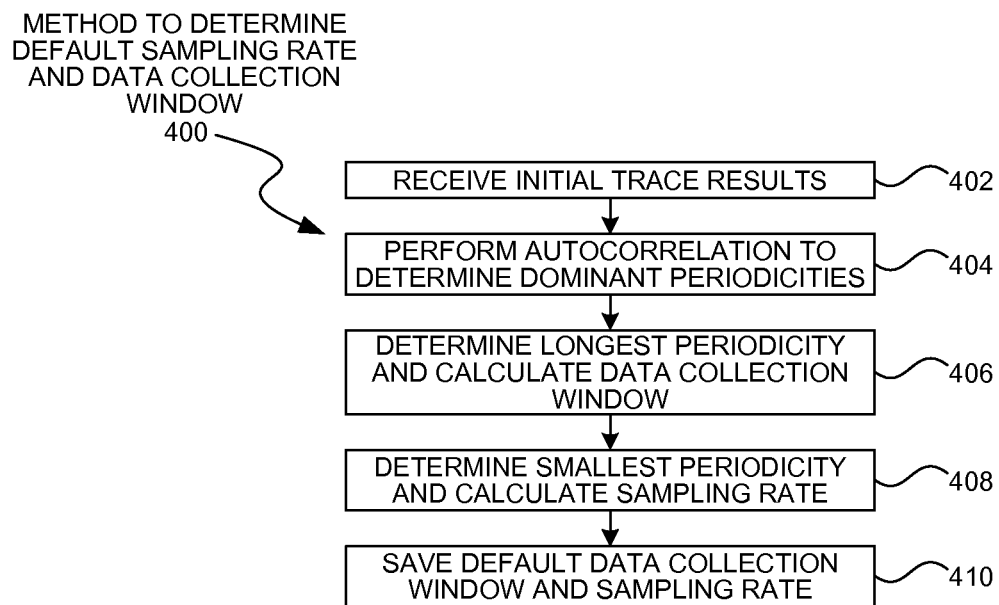 METHOD TO DETERMINE
DEFAULT SAMPLING RATE
AND DATA COLLECTION
WINDOW
400
RECEIVE INITIAL TRACE RESULTS
402
PERFORM AUTOCORRELATION TO
DETERMINE DOMINANT PERIODICITIES
404
DETERMINE LONGEST PERIODICITY
AND CALCULATE DATA COLLECTION
WINDOW
406
DETERMINE SMALLEST PERIODICITY
AND CALCULATE SAMPLING RATE
408
SAVE DEFAULT DATA COLLECTION
WINDOW AND SAMPLING RATE
410